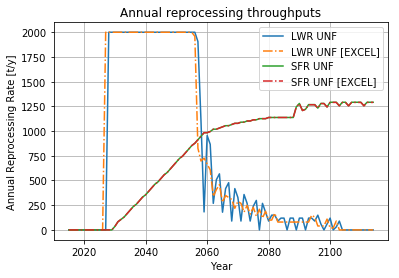 Annual reprocessing throughputs
Annual Reprocessing Rate [t/y]
2000
1750
1500
1250
1000
750
500
250
0
LWR UNF
LWR UNF [EXCEL]
SFR UNF
SFR UNF [EXCEL]
2020
2040
2060
2080
2100
Year